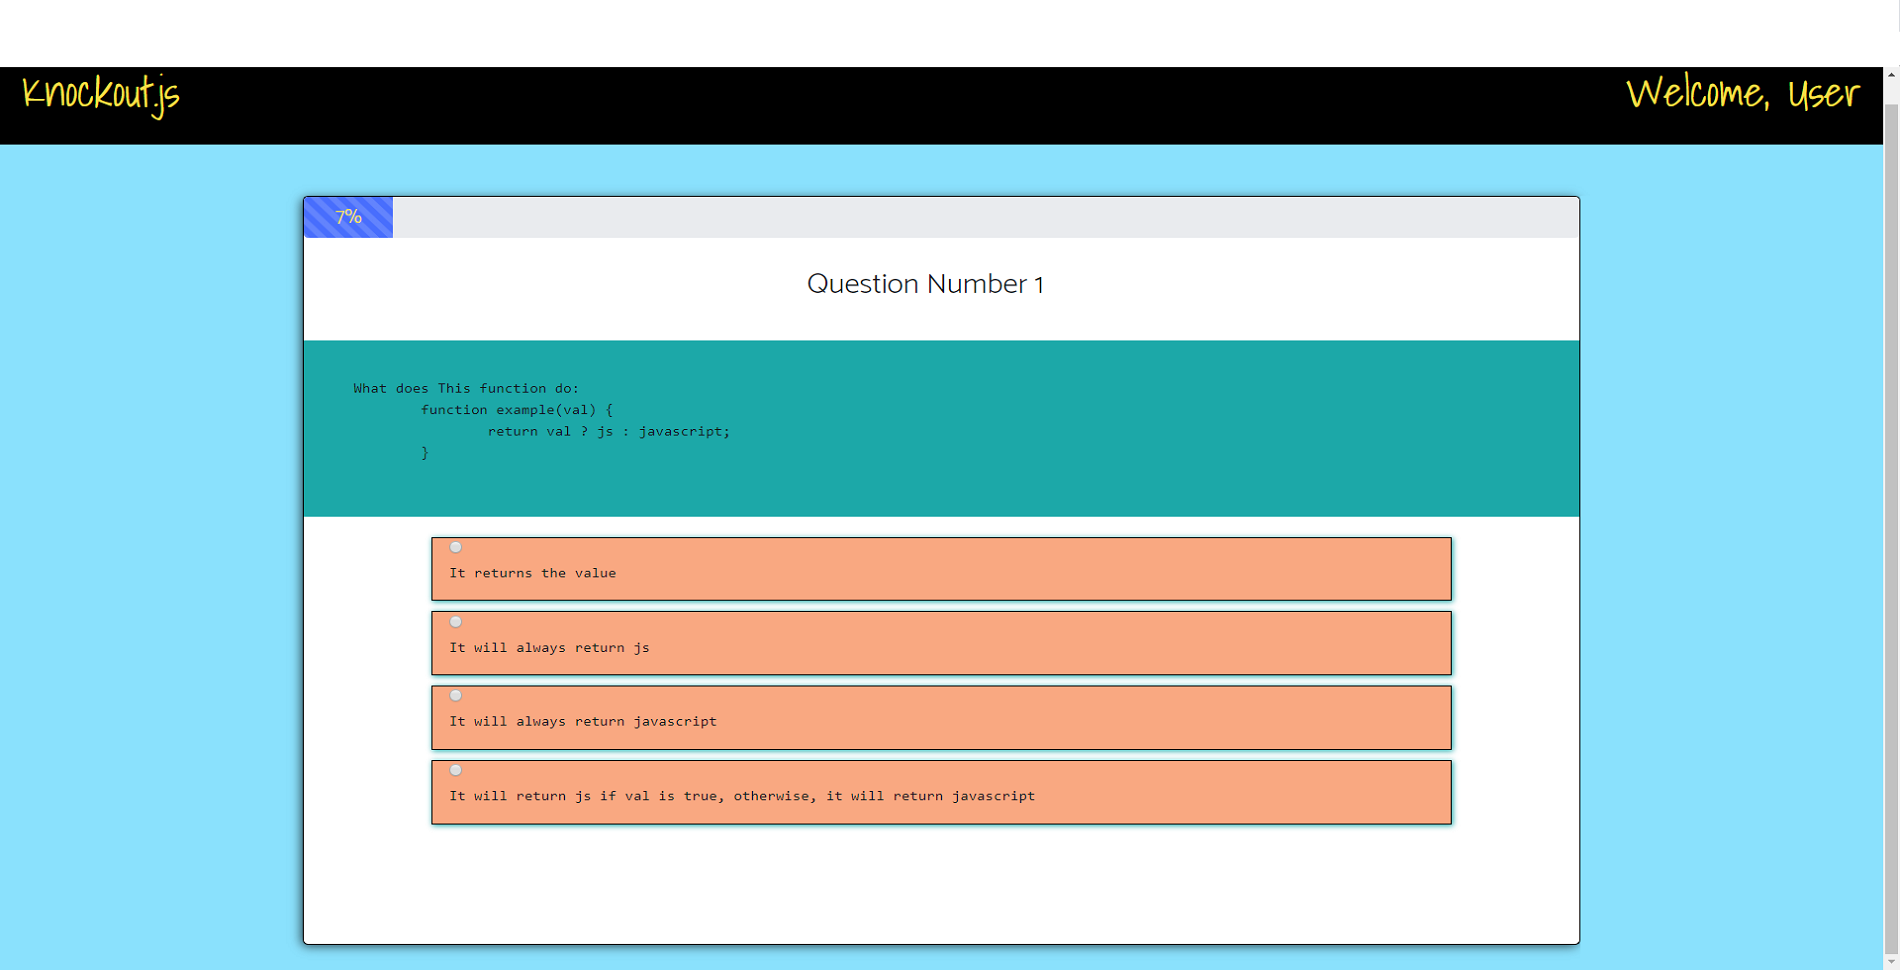 Knockout.js
Welcome, User
7%
Question Number 1
What does This function do:
function example(val) {
return val ? js : javascript;
}
It returns the value
It will always return js
It will always return javascript
It will return js if val is true, otherwise, it will return javascript